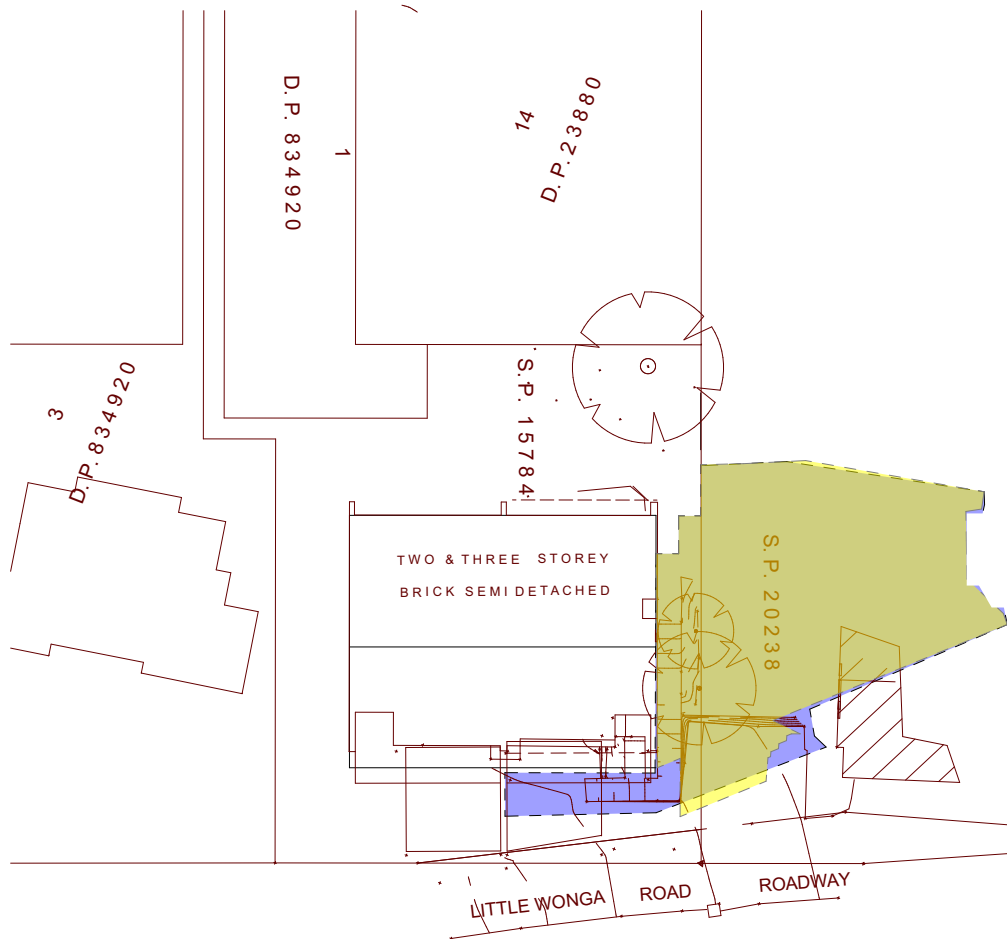 D.P. 834920
1
14
D.P. 23880
3
D.P. 834920
S.P. 15784
TWO & THREE STOREY
BRICK SEMI DETACHED
S.P. 20238
LITTLE WONGA ROAD ROADWAY